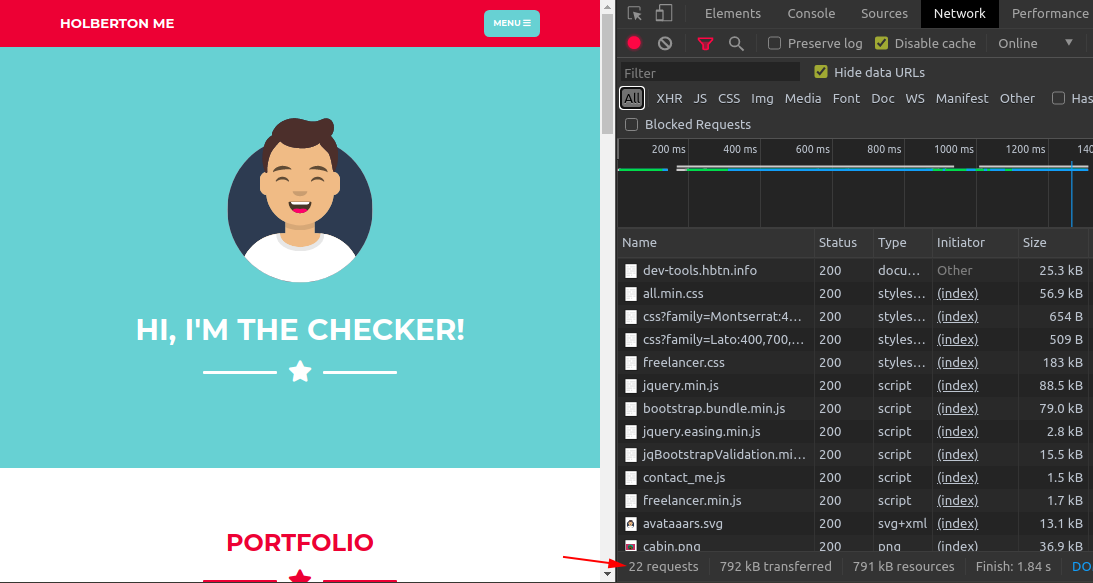 HOLBERTON ME
MENU
HI, I'M THE CHECKER!
PORTFOLIO
Elements Console Sources Network Performance
Preserve log Disable cache Online
Filter Hide data URLs
All XHR JS CSS Img Media Font Doc WS Manifest Other Has
Blocked Requests
200 ms 400 ms 600 ms 800 ms 1000 ms 1200 ms 140
Name Status Type Initiator Size
dev-tools.hbtn.info 200 docu... Other 25.3 kB
all.min.css 200 styles... (index) 56.9 kB
css?family=Montserrat:4... 200 styles... (index) 654 B
css?family=Lato:400,700,... 200 styles... (index) 509 B
freelancer.css 200 styles... (index) 183 kB
jquery.min.js 200 script (index) 88.5 kB
bootstrap.bundle.min.js 200 script (index) 79.0 kB
jquery.easing.min.js 200 script (index) 2.8 kB
jqBootstrapValidation.mi... 200 script (index) 15.5 kB
contact_me.js 200 script (index) 1.5 kB
freelancer.min.js 200 script (index) 1.7 kB
avataaars.svg 200 svg+xml (index) 13.1 kB
cabin.png 200 png (index) 36.9 kB
22 requests 792 kB transferred 791 kB resources Finish: 1.84 s DO